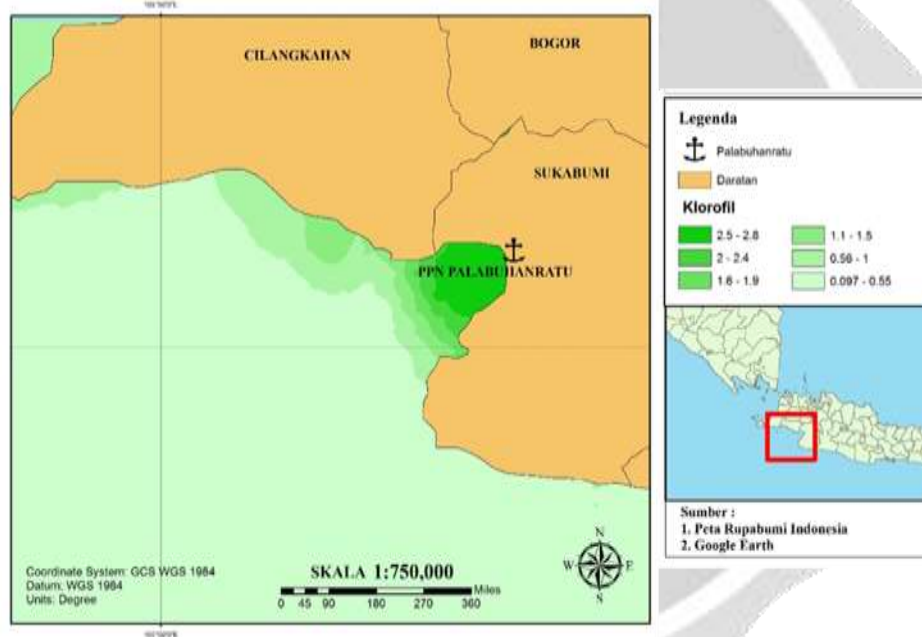 CILANGKAHAN
BOGOR
SUKABUMI
PPN PALABUHANRATU
Coordinate System: GCS WGS 1984
Datum: WGS 1984
Units: Degree
SKALA 1:750,000
Miles
0 45 90 180 270 360
N
W E
S
Legenda
Palabuhanratu
Daratan
Klorofil
2.5 - 2.8
2 - 2.4
1.6 - 1.9
1.1 - 1.5
0.56 - 1
0.097 - 0.55
Sumber :
1. Peta Rupabumi Indonesia
2. Google Earth